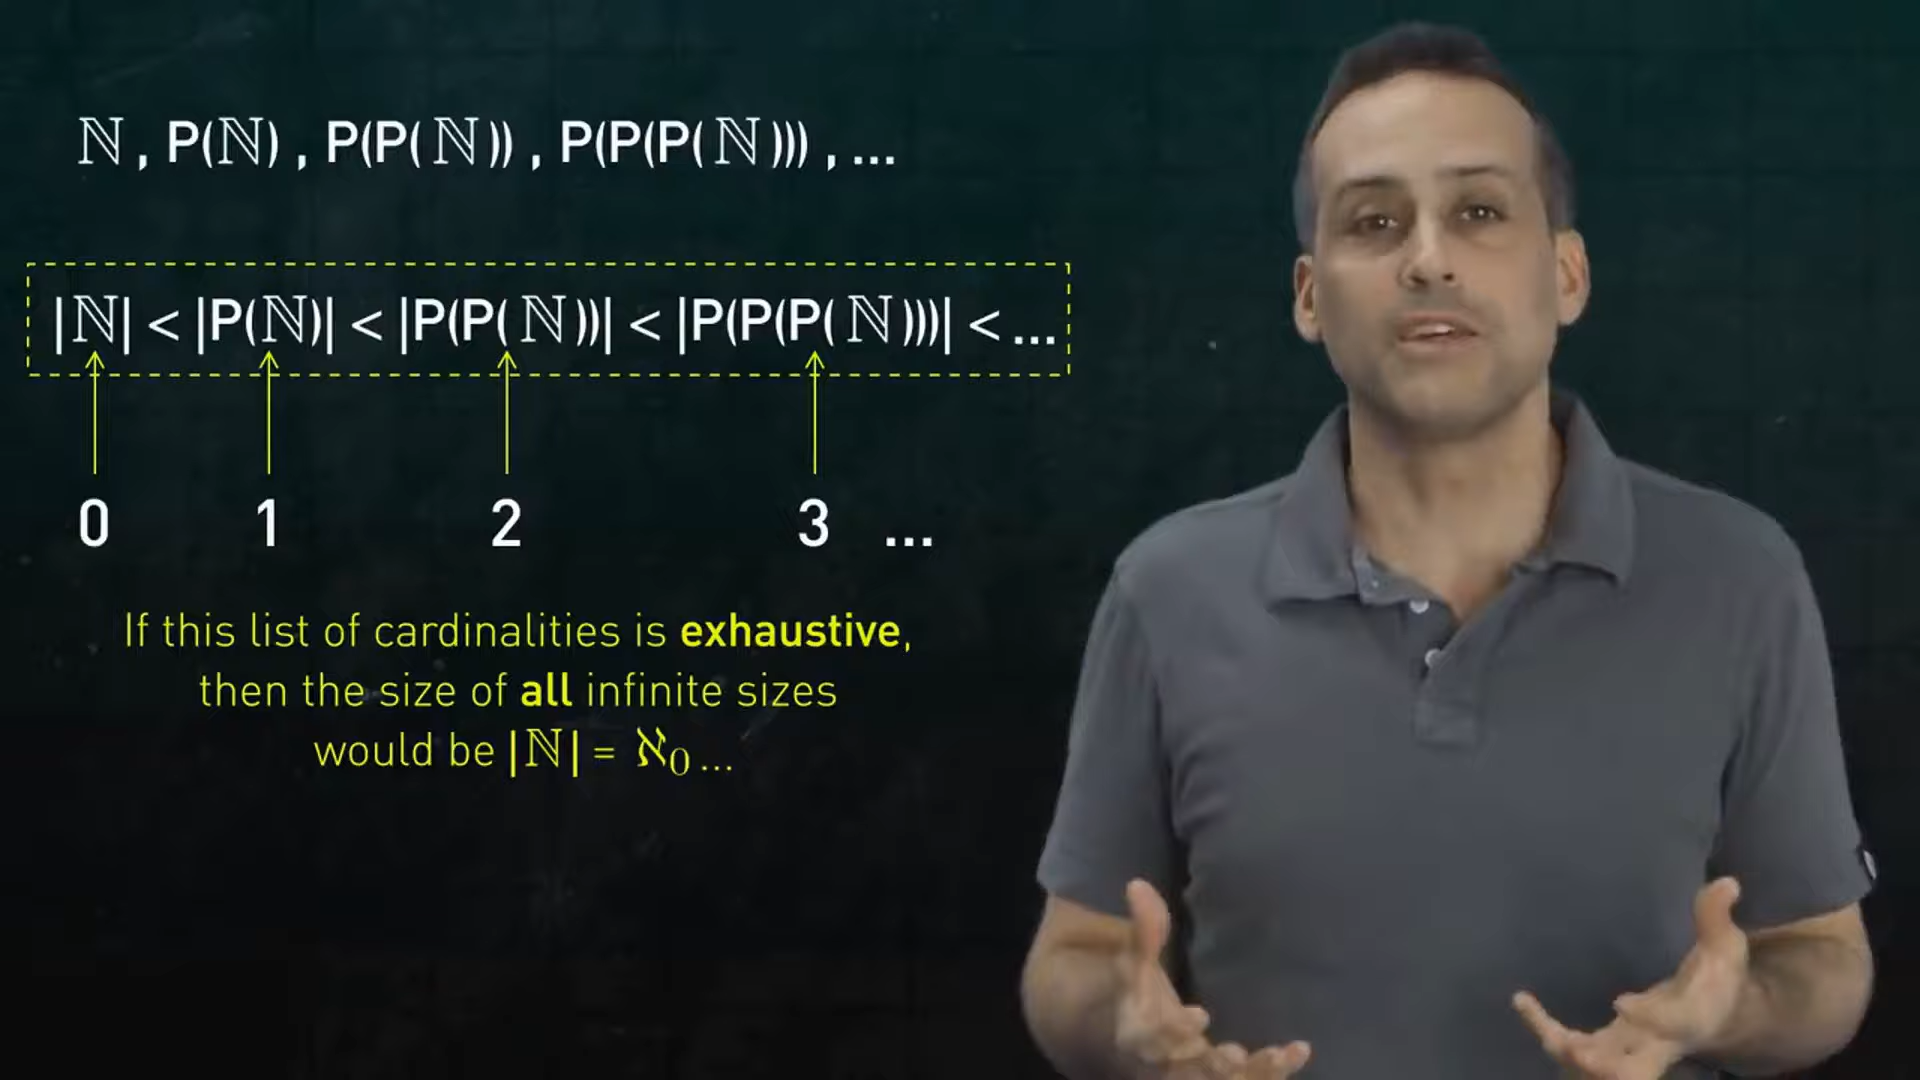 ℕ , P(ℕ) , P(P(ℕ)) , P(P(P(ℕ))) , ...
|ℕ| < |P(ℕ)| < |P(P(ℕ))| < |P(P(P(ℕ)))| < ...
0 1 2 3 ...
If this list of cardinalities is exhaustive,
then the size of all infinite sizes
would be |ℕ| = ℵ₀ ...